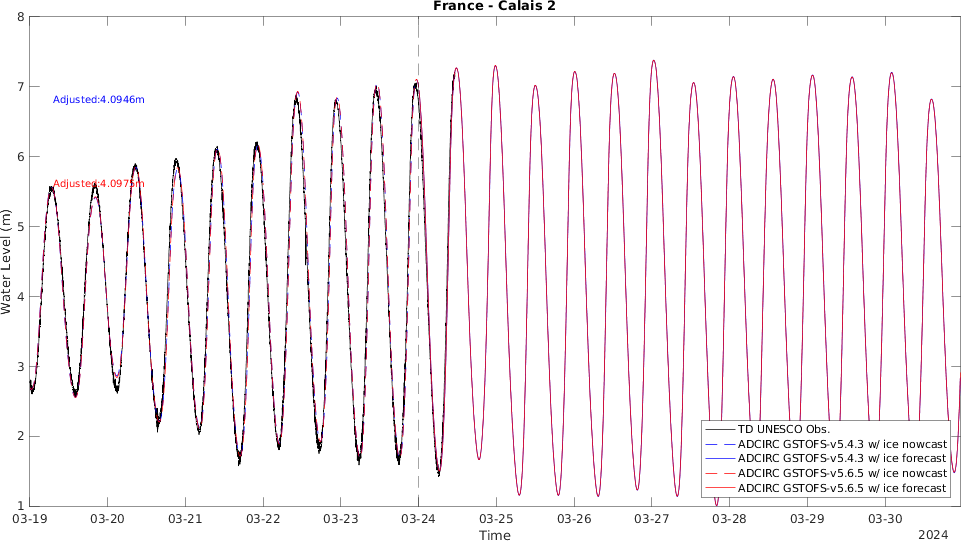 France - Calais 2
8
7
6
5
4
3
2
1
Water Level (m)
Adjusted:4.0946m
Adjusted:4.0975m
TD UNESCO Obs.
ADCIRC GSTOFS-v5.4.3 w/ ice nowcast
ADCIRC GSTOFS-v5.4.3 w/ ice forecast
ADCIRC GSTOFS-v5.6.5 w/ ice nowcast
ADCIRC GSTOFS-v5.6.5 w/ ice forecast
03-19 03-20 03-21 03-22 03-23 03-24 03-25 03-26 03-27 03-28 03-29 03-30
Time
2024